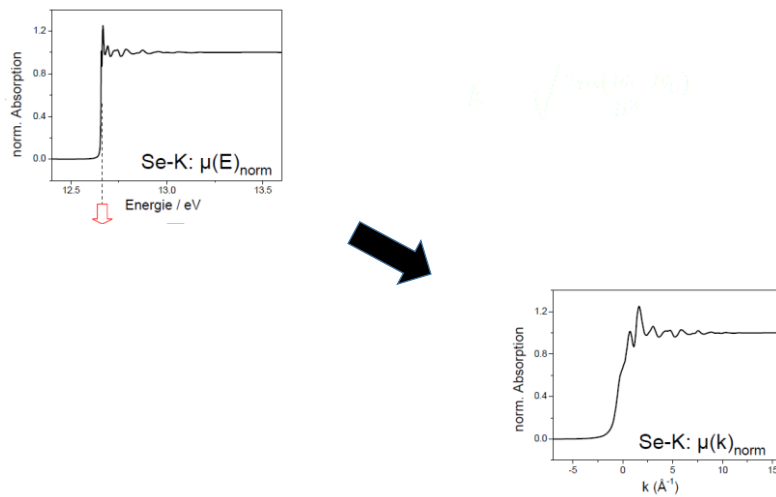 norm. Absorption
1.2
0.8
0.4
0.0
Se-K: μ(E)norm
12.5
13.0
13.5
Energie / eV
norm. Absorption
1.2
0.8
0.4
0.0
Se-K: μ(k)norm
-5
0
5
10
15
k (Å-1)